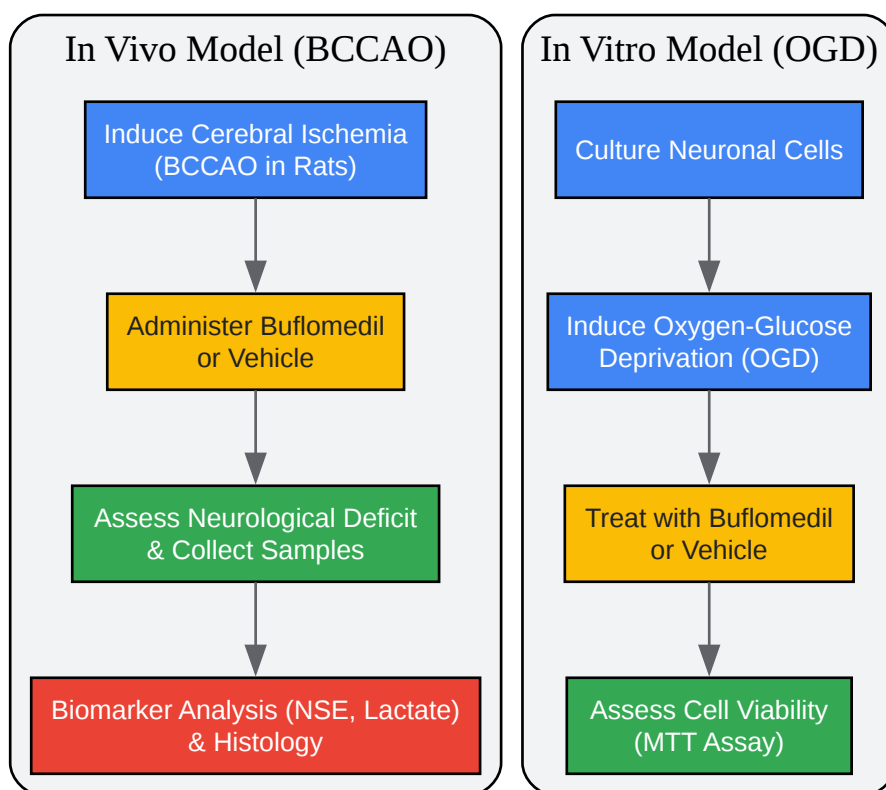 In Vivo Model (BCCAO)
Induce Cerebral Ischemia
(BCCAO in Rats)
Administer Buflomedil
or Vehicle
Assess Neurological Deficit
& Collect Samples
Biomarker Analysis (NSE, Lactate)
& Histology
In Vitro Model (OGD)
Culture Neuronal Cells
Induce Oxygen-Glucose
Deprivation (OGD)
Treat with Buflomedil
or Vehicle
Assess Cell Viability
(MTT Assay)